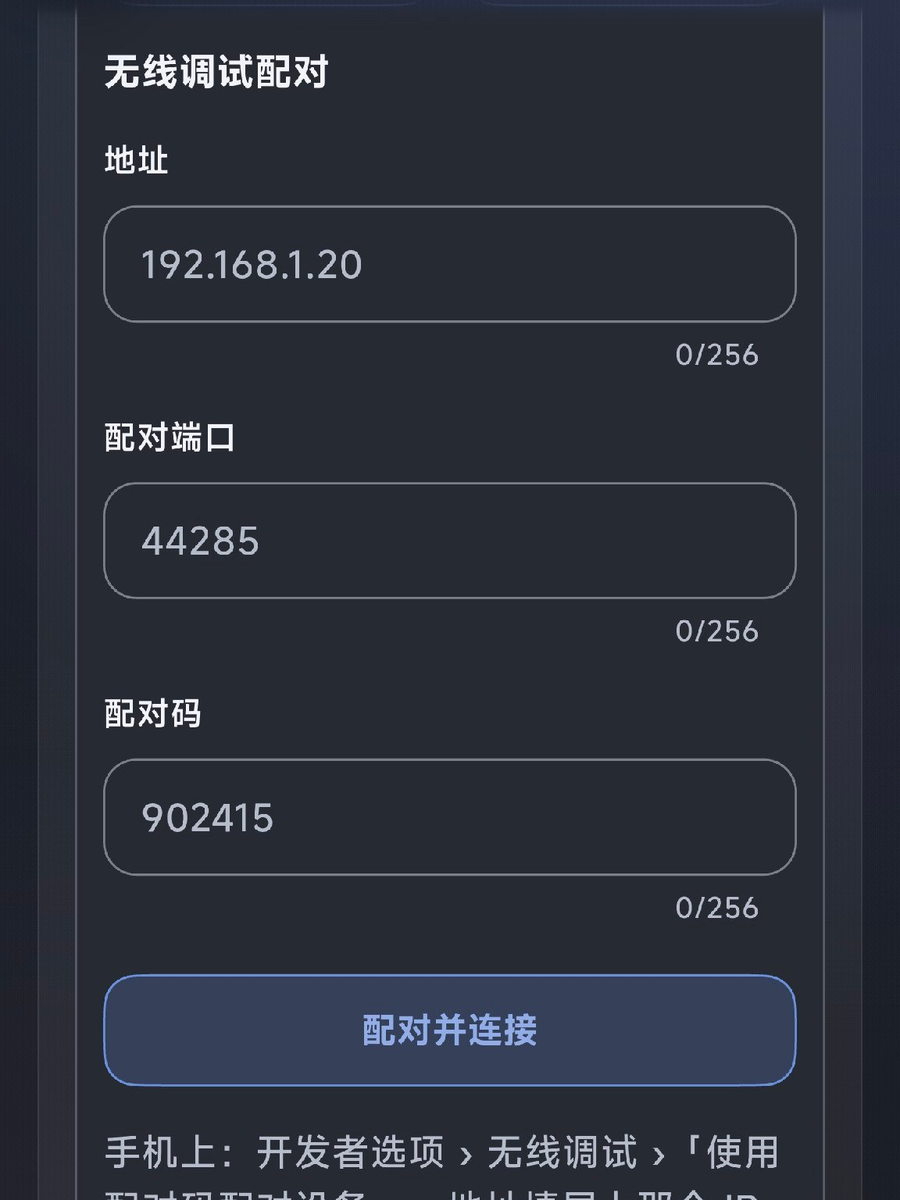 无线调试配对
地址
192.168.1.20
0/256
配对端口
44285
0/256
配对码
902415
0/256
配对并连接
手机上：开发者选项 › 无线调试 ›「使用